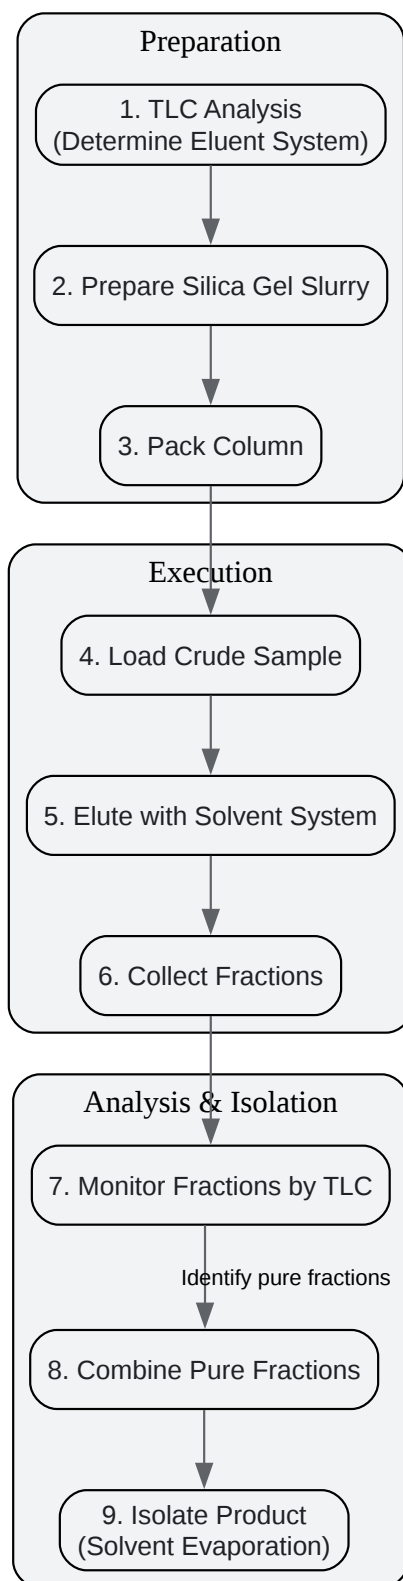 Preparation
1. TLC Analysis
(Determine Eluent System)
2. Prepare Silica Gel Slurry
3. Pack Column
Execution
4. Load Crude Sample
5. Elute with Solvent System
6. Collect Fractions
Analysis & Isolation
7. Monitor Fractions by TLC
Identify pure fractions
8. Combine Pure Fractions
9. Isolate Product
(Solvent Evaporation)